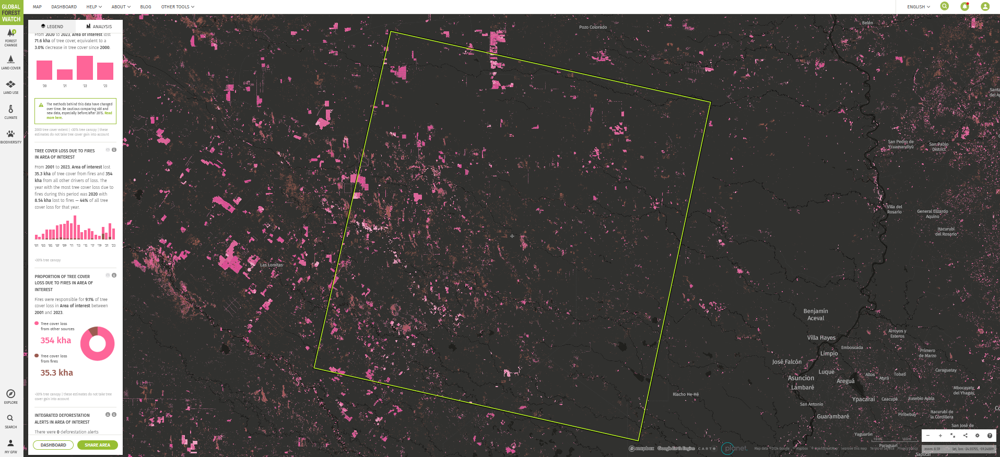 GLOBAL
FOREST
WATCH
MAP
DASHBOARD
HELP
ABOUT
BLOG
OTHER TOOLS
ENGLISH
FOREST
CHANGE
LAND COVER
LAND USE
CLIMATE
BIODIVERSITY
EXPLORE
SEARCH
MY GFW
LEGEND
ANALYSIS
From 2020 to 2023, Area of interest lost
71.6 kha of tree cover, equivalent to a
3.0% decrease in tree cover since 2000.
'20 '21 '22 '23
The methods behind this data have changed
over time. Be cautious comparing old and
new data, especially before/after 2015. Read
more here.
2000 tree cover extent | >30% tree canopy | these
estimates do not take tree cover gain into account
TREE COVER LOSS DUE TO FIRES
IN AREA OF INTEREST
From 2001 to 2023, Area of interest lost
35.3 kha of tree cover from fires and 354
kha from all other drivers of loss. The
year with the most tree cover loss due to
fires during this period was 2020 with
8.54 kha lost to fires — 44% of all tree
cover loss for that year.
'01 '03 '05 '07 '09 '11 '13 '15 '17 '19 '21 '23
>30% tree canopy
PROPORTION OF TREE COVER
LOSS DUE TO FIRES IN AREA OF
INTEREST
Fires were responsible for 9.1% of tree
cover loss in Area of interest between
2001 and 2023.
Tree cover loss
from other sources
354 kha
Tree cover loss
from fires
35.3 kha
>30% tree canopy | these estimates do not take tree
cover gain into account
INTEGRATED DEFORESTATION
ALERTS IN AREA OF INTEREST
There were 0 deforestation alerts
DASHBOARD
SHARE AREA
Pozo Colorado
Belén
Santa
del A
San Pedro de
Ycuamandiyú
San Pablo
District
Villa del
Rosario
General Elizardo
Aquino
Itacurubí
del Rosario
Las Lomitas
Benjamín
Aceval
Arroyos y
Esteros
Villa Hayes
Emboscada
Limpio
Primero
de Marzo
José Falcón
Luque
Altos
Tobatí
Caraguatay
Asuncion
Atyrá
Areguá
Lambaré
Mbocayaty
del Yhaguy
Riacho He-Hé
Ypacaraí
Caacupé
Eusebio Ayala
San Antonio
Guarambaré
Piribebuy
Itacurubí de
la Cordillera
San José de
Yaguarón
Paraguarí
Sapucaí
mapbox
Google Earth Engine
CARTO
planet.
Map data ©2024 Google
© Mapbox
© OpenStreetMap
Improve this map
Terms of Service
Privacy policy
10 mi
10 km
zoom: 8.59
lat, lon: -24.55755, -59.24889